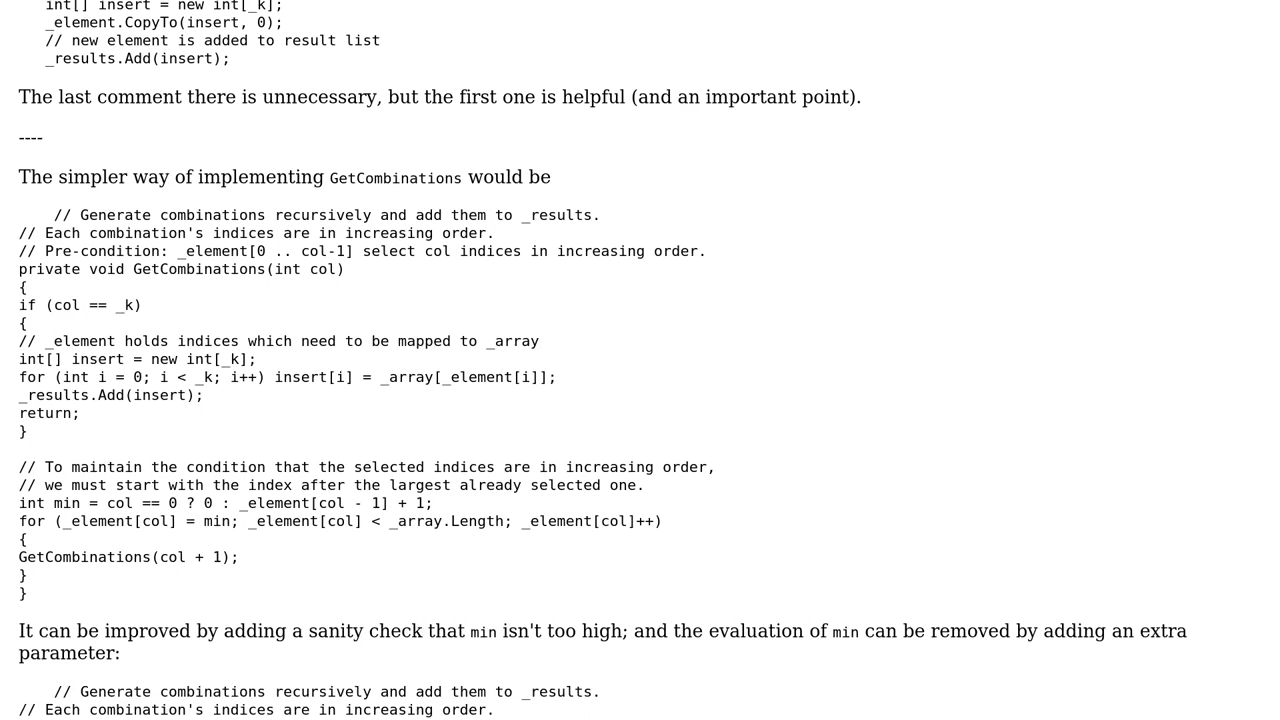 int[] insert = new int[_k];
_element.CopyTo(insert, 0);
// new element is added to result list
_results.Add(insert);
The last comment there is unnecessary, but the first one is helpful (and an important point).
----
The simpler way of implementing GetCombinations would be
// Generate combinations recursively and add them to _results.
// Each combination's indices are in increasing order.
// Pre-condition: _element[0 .. col-1] select col indices in increasing order.
private void GetCombinations(int col)
{
if (col == _k)
{
// _element holds indices which need to be mapped to _array
int[] insert = new int[_k];
for (int i = 0; i < _k; i++) insert[i] = _array[_element[i]];
_results.Add(insert);
return;
}
// To maintain the condition that the selected indices are in increasing order,
// we must start with the index after the largest already selected one.
int min = col == 0 ? 0 : _element[col - 1] + 1;
for (_element[col] = min; _element[col] < _array.Length; _element[col]++)
{
GetCombinations(col + 1);
}
}
It can be improved by adding a sanity check that min isn't too high; and the evaluation of min can be removed by adding an extra
parameter:
// Generate combinations recursively and add them to _results.
// Each combination's indices are in increasing order.